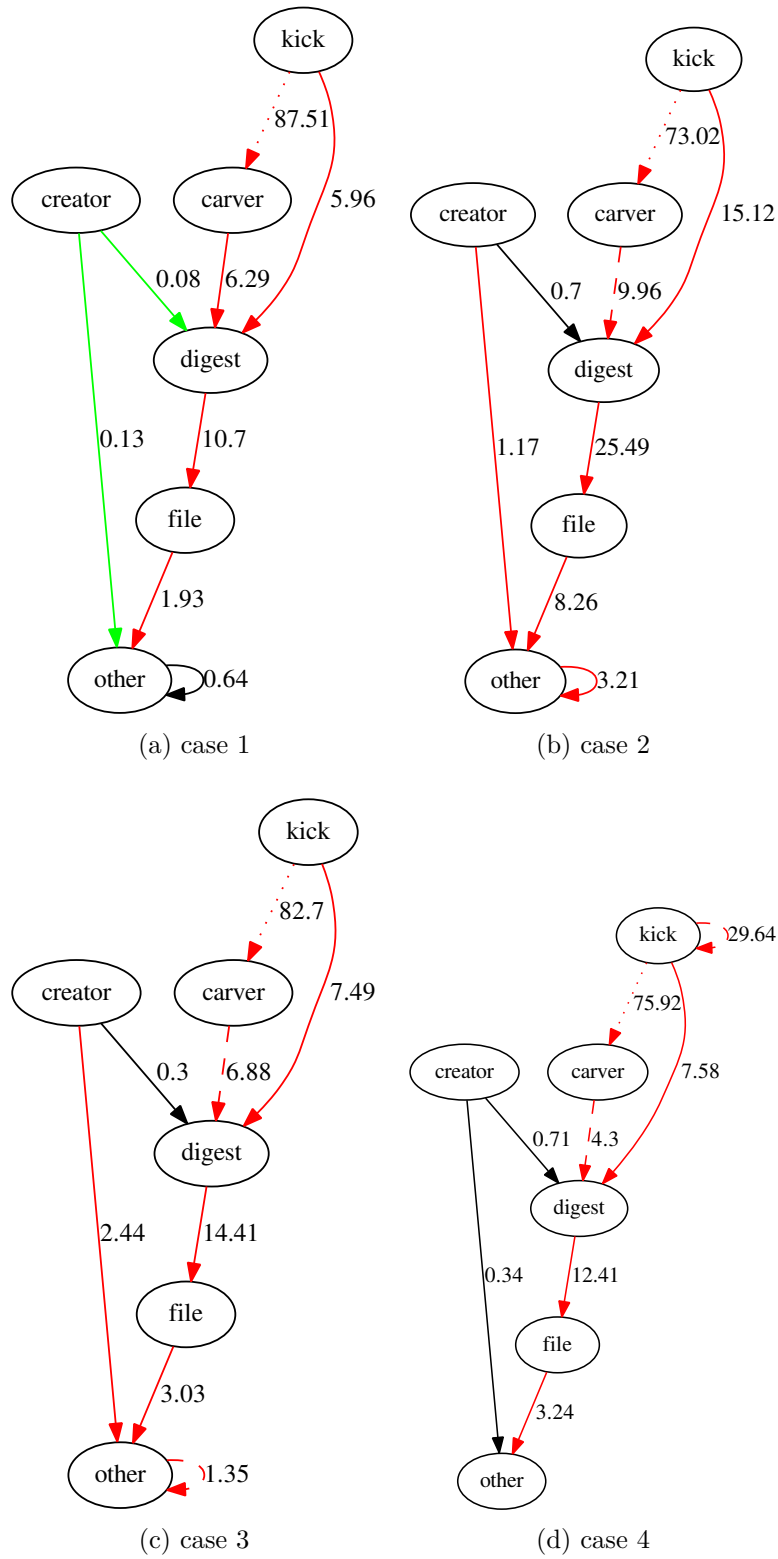 kick
87.51
creator
carver
5.96
0.08
6.29
digest
0.13
10.7
file
1.93
other
0.64
(a) case 1
kick
73.02
creator
carver
15.12
0.7
9.96
digest
1.17
25.49
file
8.26
other
3.21
(b) case 2
kick
82.7
creator
carver
7.49
0.3
6.88
digest
2.44
14.41
file
3.03
other
1.35
(c) case 3
kick
29.64
75.92
creator
carver
7.58
0.71
4.3
digest
0.34
12.41
file
3.24
other
(d) case 4